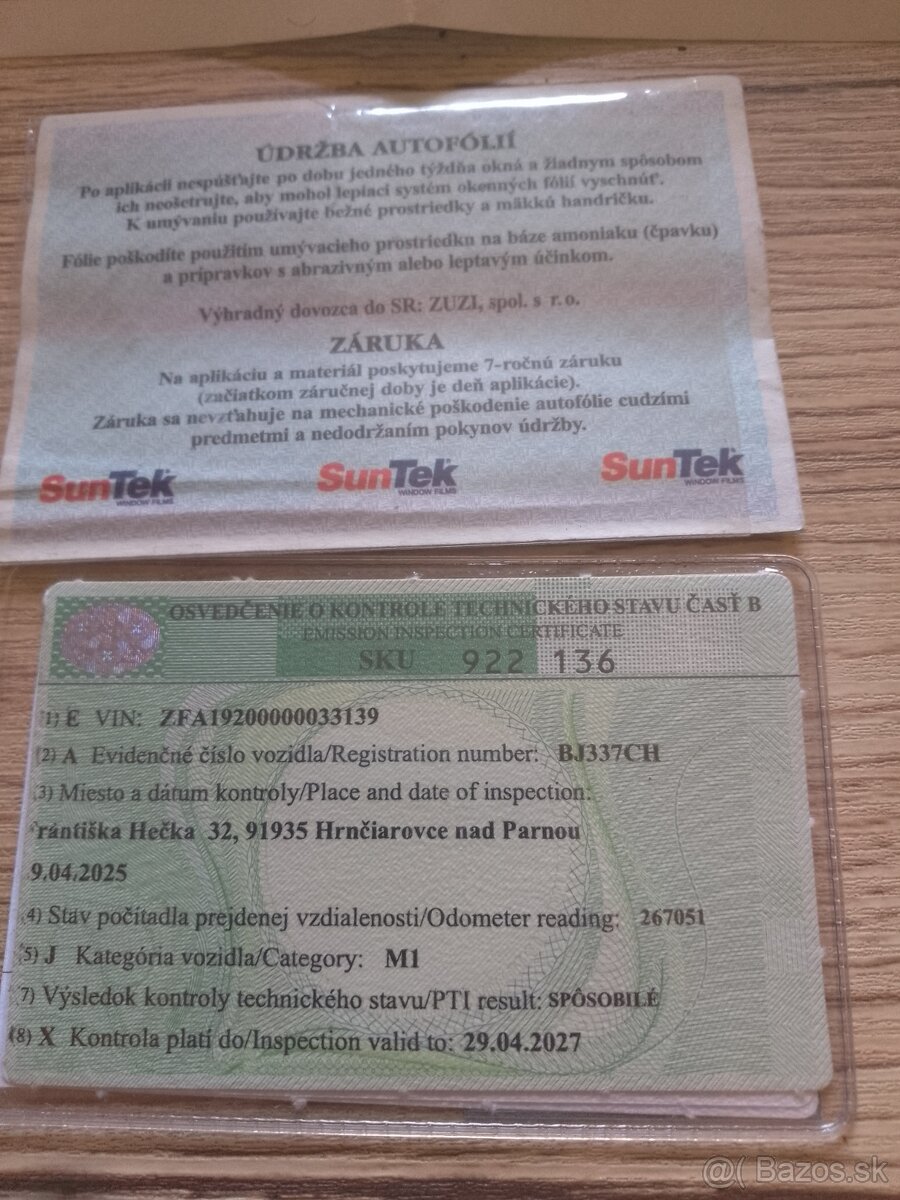 ÚDRŽBA AUTOFÓLIÍ
Po aplikácii nespúšťajte po dobu jedného týždňa okná a žiadnym spôsobom
ich neošetrujte, aby mohol lepiaci systém okenných fólií vyschnúť.
K umývaniu používajte bežné prostriedky a mäkkú handričku.
Fólie poškodíte použitím umývacieho prostriedku na báze amoniaku (čpavku)
a prípravkov s abrazívnym alebo leptavým účinkom.
Výhradný dovozca do SR: ZUZI, spol. s r.o.
ZÁRUKA
Na aplikáciu a materiál poskytujeme 7-ročnú záruku
(začiatkom záručnej doby je deň aplikácie).
Záruka sa nevzťahuje na mechanické poškodenie autofólie cudzími
predmetmi a nedodržaním pokynov údržby.
SunTek SunTek SunTek
WINDOW FILMS WINDOW FILMS WINDOW FILMS
OSVEDČENIE O KONTROLE TECHNICKÉHO STAVU ČASŤ B
EMISSION INSPECTION CERTIFICATE
SKU 922 136
(1) E VIN: ZFA19200000033139
(2) A Evidenčné číslo vozidla/Registration number: BJ337CH
(3) Miesto a dátum kontroly/Place and date of inspection:
rántiška Hečka 32, 91935 Hrnčiarovce nad Parnou
9.04.2025
(4) Stav počítadla prejdenej vzdialenosti/Odometer reading: 267051
(5) J Kategória vozidla/Category: M1
(7) Výsledok kontroly technického stavu/PTI result: SPÔSOBILÉ
(8) X Kontrola platí do/Inspection valid to: 29.04.2027
@( Bazos.sk